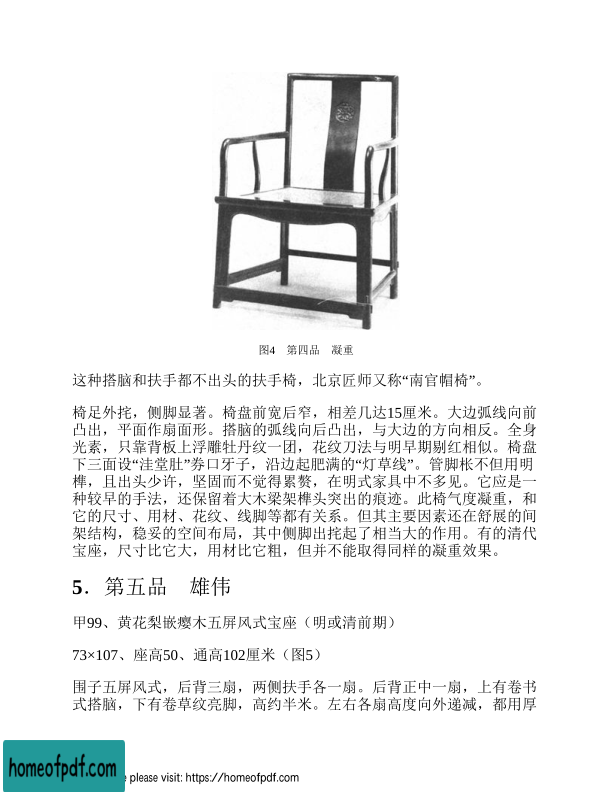 图4　第四品　凝重
这种搭脑和扶手都不出头的扶手椅，北京匠师又称“南官帽椅”。
椅足外挓，侧脚显著。椅盘前宽后窄，相差几达15厘米。大边弧线向前
凸出，平面作扇面形。搭脑的弧线向后凸出，与大边的方向相反。全身
光素，只靠背板上浮雕牡丹纹一团，花纹刀法与明早期剔红相似。椅盘
下三面设“洼堂肚”券口牙子，沿边起肥满的“灯草线”。管脚枨不但用明
榫，且出头少许，坚固而不觉得累赘，在明式家具中不多见。它应是一
种较早的手法，还保留着大木梁架榫头突出的痕迹。此椅气度凝重，和
它的尺寸、用材、花纹、线脚等都有关系。但其主要因素还在舒展的间
架结构，稳妥的空间布局，其中侧脚出挓起了相当大的作用。有的清代
宝座，尺寸比它大，用材比它粗，但并不能取得同样的凝重效果。
5．第五品　雄伟
甲99、黄花梨嵌瘿木五屏风式宝座（明或清前期）
73×107、座高50、通高102厘米（图5）
围子五屏风式，后背三扇，两侧扶手各一扇。后背正中一扇，上有卷书
式搭脑，下有卷草纹亮脚，高约半米。左右各扇高度向外递减，都用厚
homeofpdf.com
please visit: https://homeofpdf.com